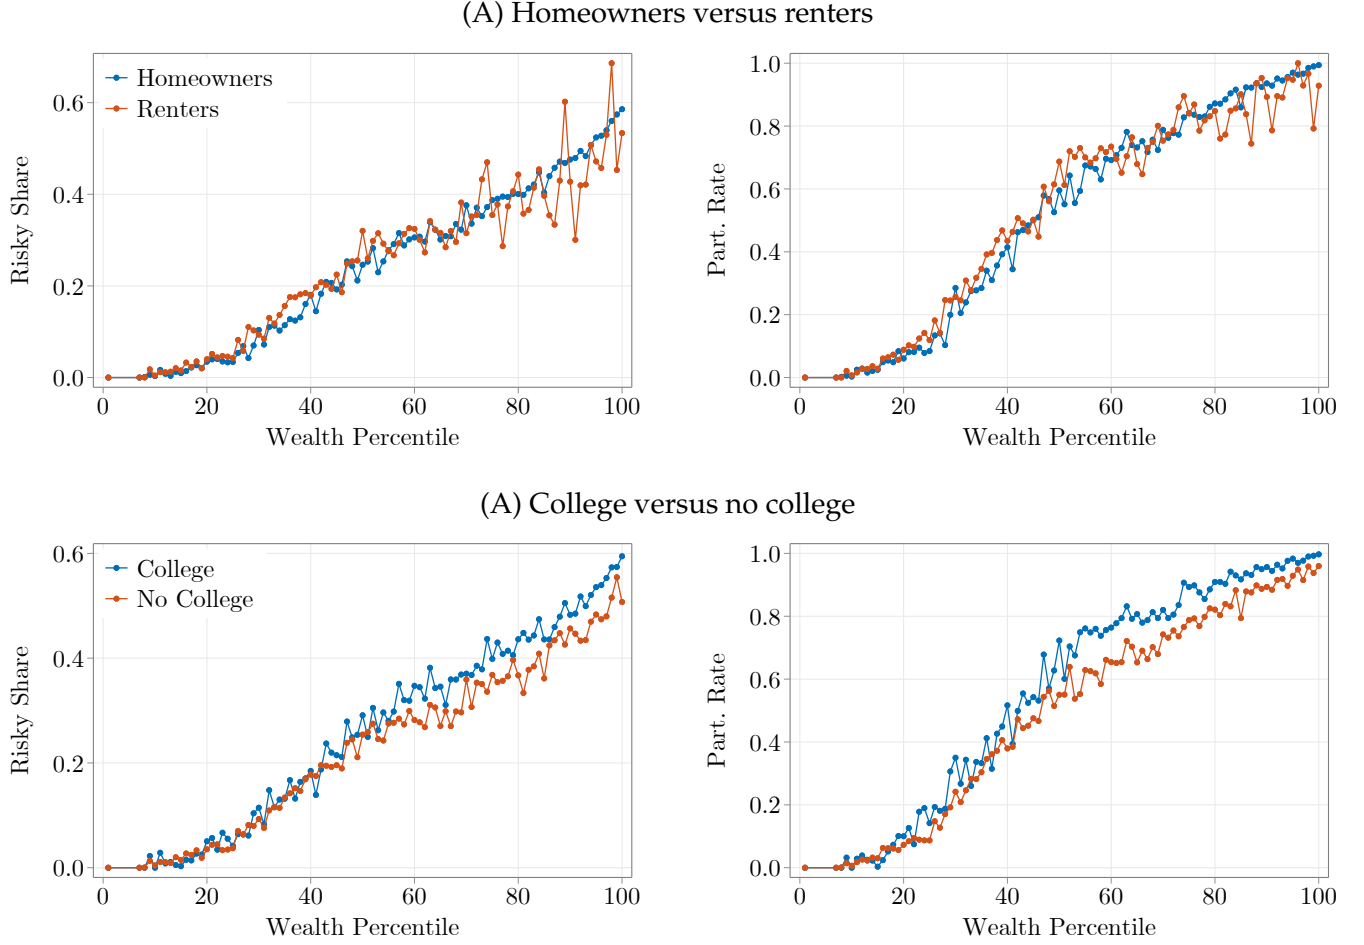 (A) Homeowners versus renters
Homeowners
Renters
Risky Share
0.6
0.4
0.2
0.0
0 20 40 60 80 100
Wealth Percentile
Part. Rate
1.0
0.8
0.6
0.4
0.2
0.0
0 20 40 60 80 100
Wealth Percentile
(A) College versus no college
College
No College
Risky Share
0.6
0.4
0.2
0.0
0 20 40 60 80 100
Wealth Percentile
Part. Rate
1.0
0.8
0.6
0.4
0.2
0.0
0 20 40 60 80 100
Wealth Percentile